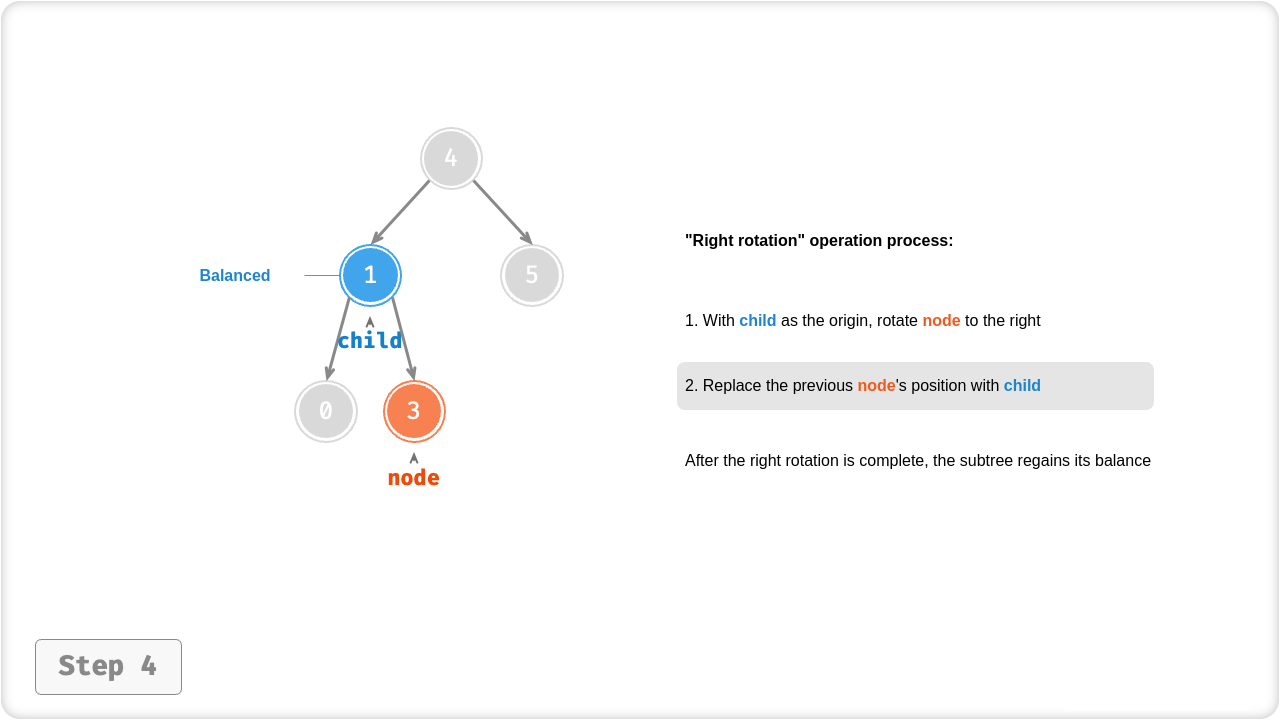 4
"Right rotation" operation process:
Balanced
1
5
1. With child as the origin, rotate node to the right
child
2. Replace the previous node's position with child
0
3
After the right rotation is complete, the subtree regains its balance
node
Step 4